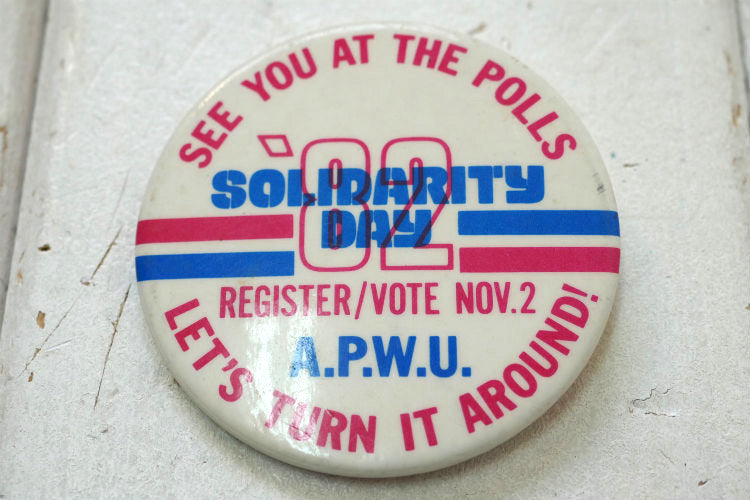 SEE YOU AT THE POLLS
'82
SOLIDARITY
DAY
REGISTER/VOTE NOV.2
A.P.W.U.
LET'S TURN IT AROUND!